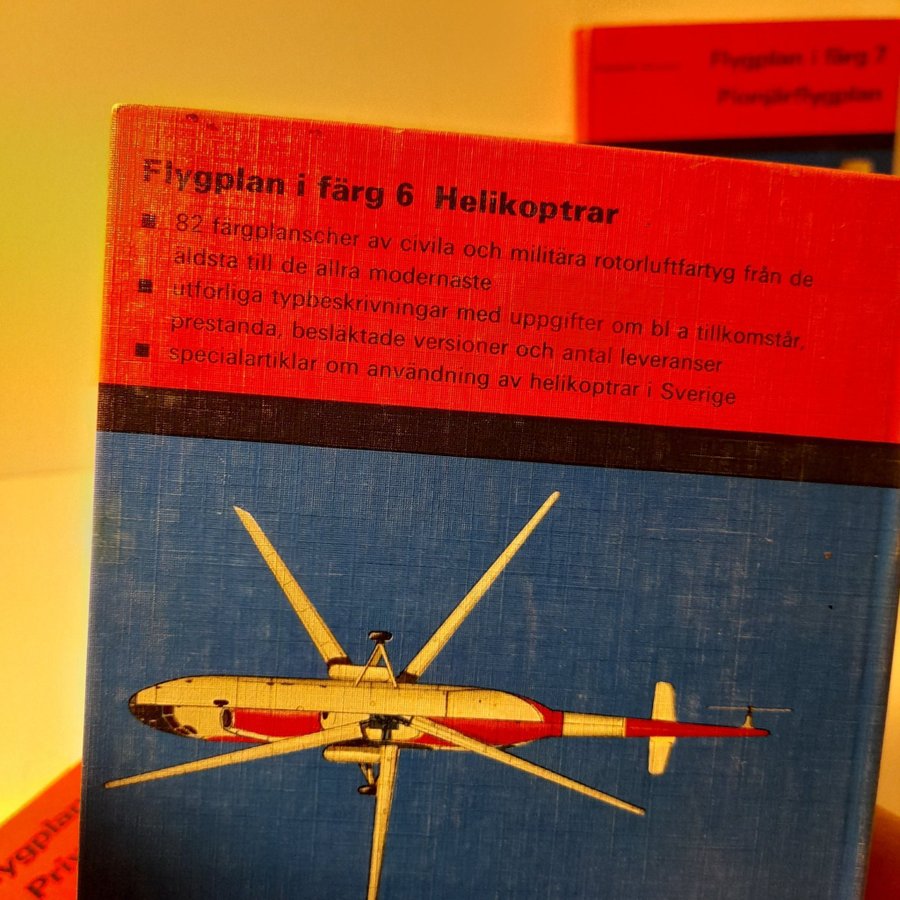 Flygplan i färg 7
Pionjärflygplan
Flygplan i färg 6 Helikoptrar
■ 82 färgplanscher av civila och militära rotorluftfartyg från de
äldsta till de allra modernaste
■ utförliga typbeskrivningar med uppgifter om bl a tillkomstår,
prestanda, besläktade versioner och antal leveranser
■ specialartiklar om användning av helikoptrar i Sverige